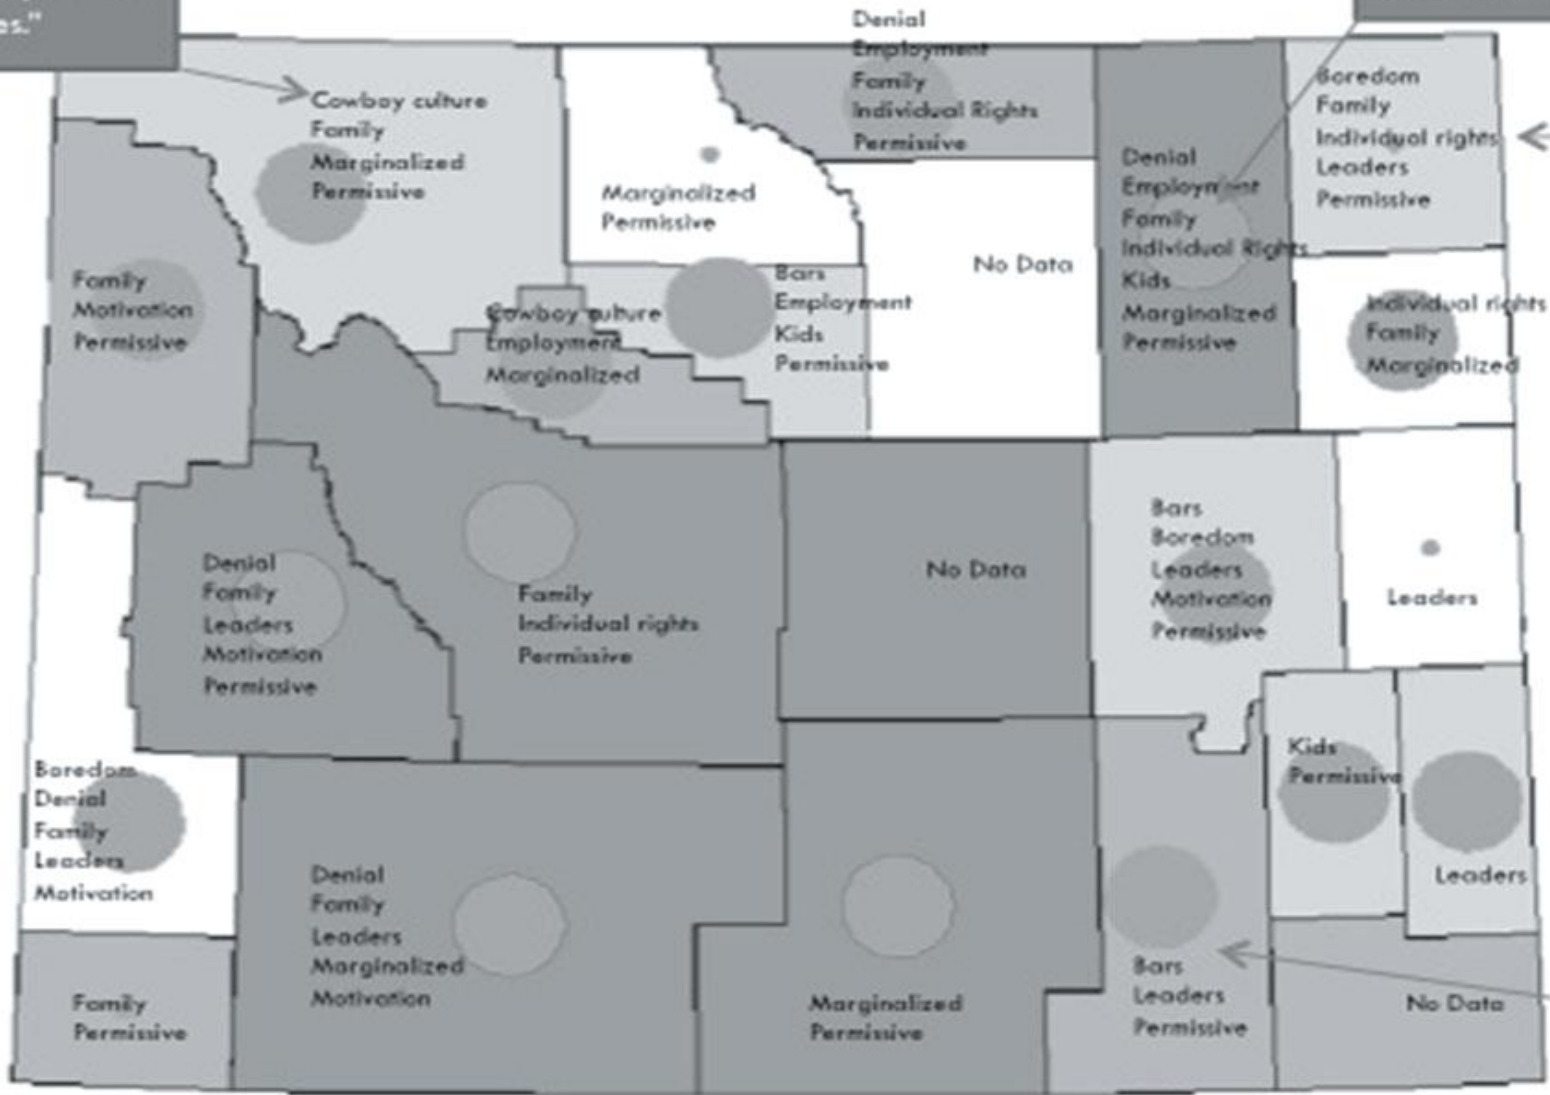 es."
Denial
Employment
Family
Individual Rights
Permissive
Cowboy culture
Family
Marginalized
Permissive
Marginalized
Permissive
Boredom
Family
Individual rights
Leaders
Permissive
Denial
Employment
Family
Individual Rights
Kids
Marginalized
Permissive
No Data
Family
Motivation
Permissive
Cowboy culture
Employment
Marginalized
Bars
Employment
Kids
Permissive
Individual rights
Family
Marginalized
Denial
Family
Leaders
Motivation
Permissive
Family
Individual rights
Permissive
No Data
Bars
Boredom
Leaders
Motivation
Permissive
Leaders
Boredom
Denial
Family
Leaders
Motivation
Kids
Permissive
Leaders
Denial
Family
Leaders
Marginalized
Motivation
Family
Permissive
Marginalized
Permissive
Bars
Leaders
Permissive
No Data